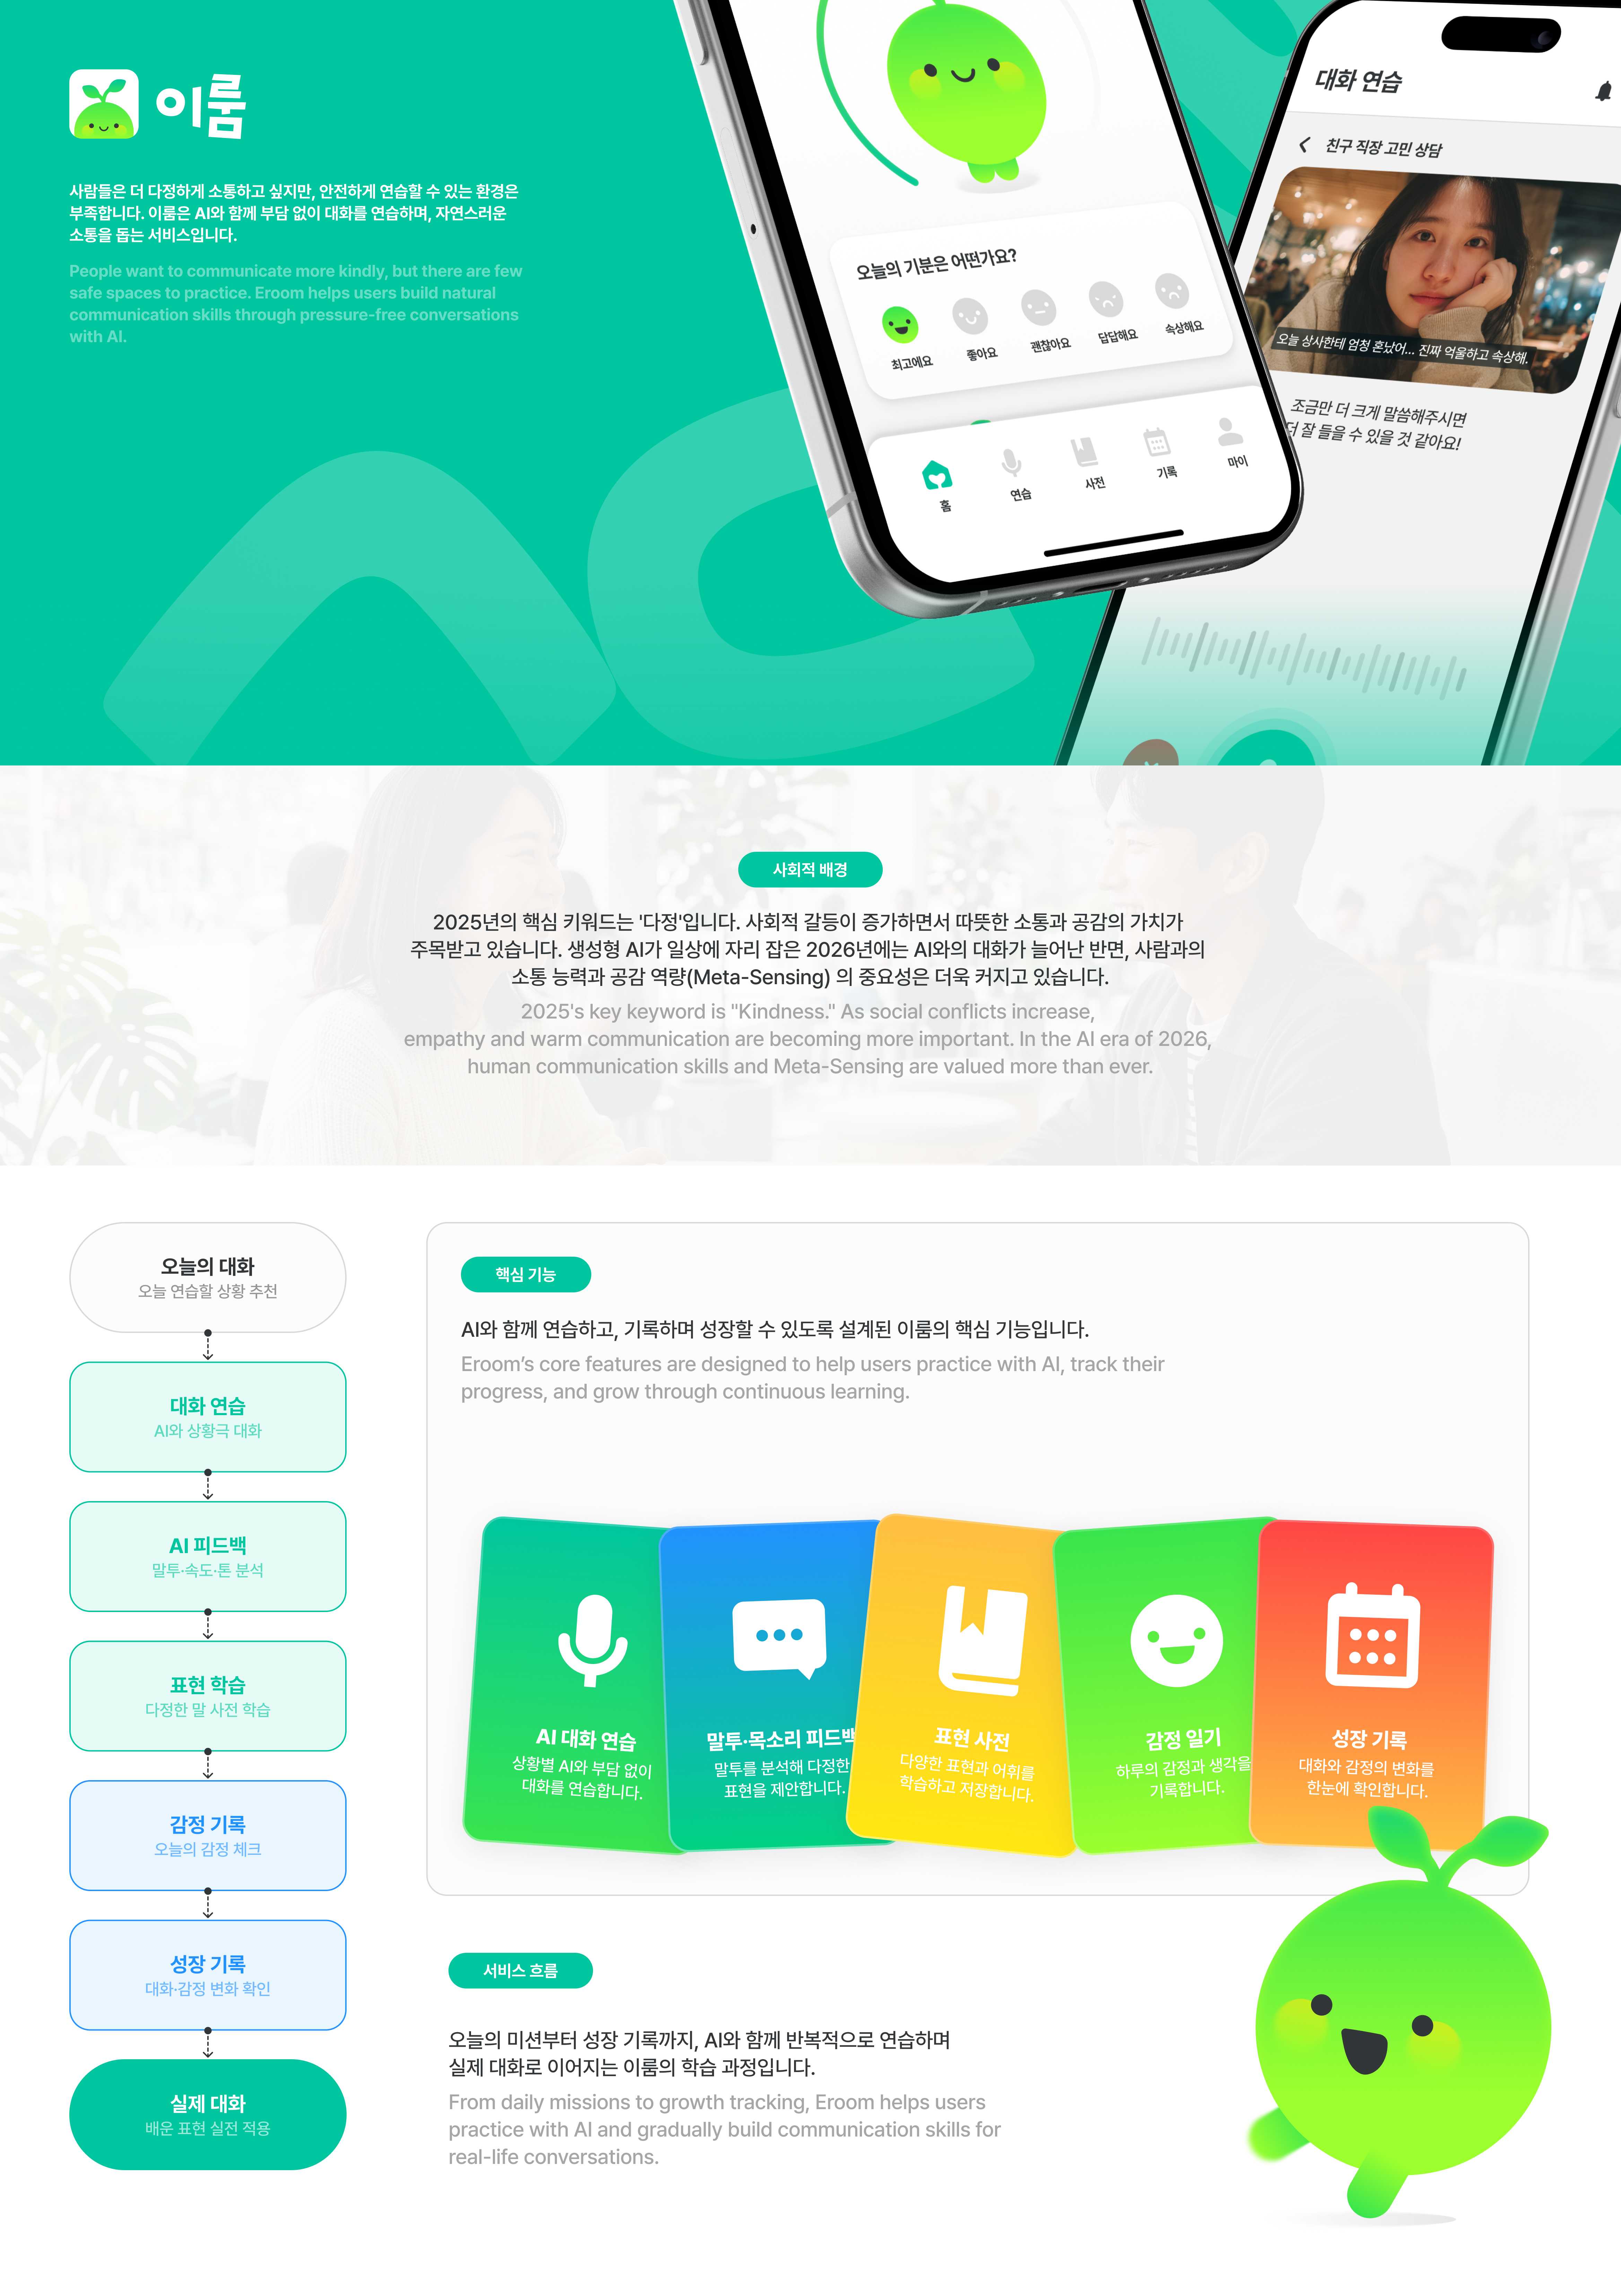 이룸
사람들은 더 다정하게 소통하고 싶지만, 안전하게 연습할 수 있는 환경은
부족합니다. 이룸은 AI와 함께 부담 없이 대화를 연습하며, 자연스러운
소통을 돕는 서비스입니다.
People want to communicate more kindly, but there are few
safe spaces to practice. Eroom helps users build natural
communication skills through pressure-free conversations
with AI.
오늘의 기분은 어떤가요?
최고예요
좋아요
괜찮아요
답답해요
속상해요
홈
연습
사전
기록
마이
대화 연습
친구 직장 고민 상담
오늘 상사한테 엄청 혼났어... 진짜 억울하고 속상해.
조금만 더 크게 말씀해주시면
더 잘 들을 수 있을 것 같아요!
사회적 배경
2025년의 핵심 키워드는 '다정'입니다. 사회적 갈등이 증가하면서 따뜻한 소통과 공감의 가치가
주목받고 있습니다. 생성형 AI가 일상에 자리 잡은 2026년에는 AI와의 대화가 늘어난 반면, 사람과의
소통 능력과 공감 역량(Meta-Sensing) 의 중요성은 더욱 커지고 있습니다.
2025's key keyword is "Kindness." As social conflicts increase,
empathy and warm communication are becoming more important. In the AI era of 2026,
human communication skills and Meta-Sensing are valued more than ever.
오늘의 대화
오늘 연습할 상황 추천
대화 연습
AI와 상황극 대화
AI 피드백
말투·속도·톤 분석
표현 학습
다정한 말 사전 학습
감정 기록
오늘의 감정 체크
성장 기록
대화·감정 변화 확인
실제 대화
배운 표현 실전 적용
핵심 기능
AI와 함께 연습하고, 기록하며 성장할 수 있도록 설계된 이룸의 핵심 기능입니다.
Eroom’s core features are designed to help users practice with AI, track their
progress, and grow through continuous learning.
AI 대화 연습
상황별 AI와 부담 없이
대화를 연습합니다.
말투·목소리 피드백
말투를 분석해 다정한
표현을 제안합니다.
표현 사전
다양한 표현과 어휘를
학습하고 저장합니다.
감정 일기
하루의 감정과 생각을
기록합니다.
성장 기록
대화와 감정의 변화를
한눈에 확인합니다.
서비스 흐름
오늘의 미션부터 성장 기록까지, AI와 함께 반복적으로 연습하며
실제 대화로 이어지는 이룸의 학습 과정입니다.
From daily missions to growth tracking, Eroom helps users
practice with AI and gradually build communication skills for
real-life conversations.